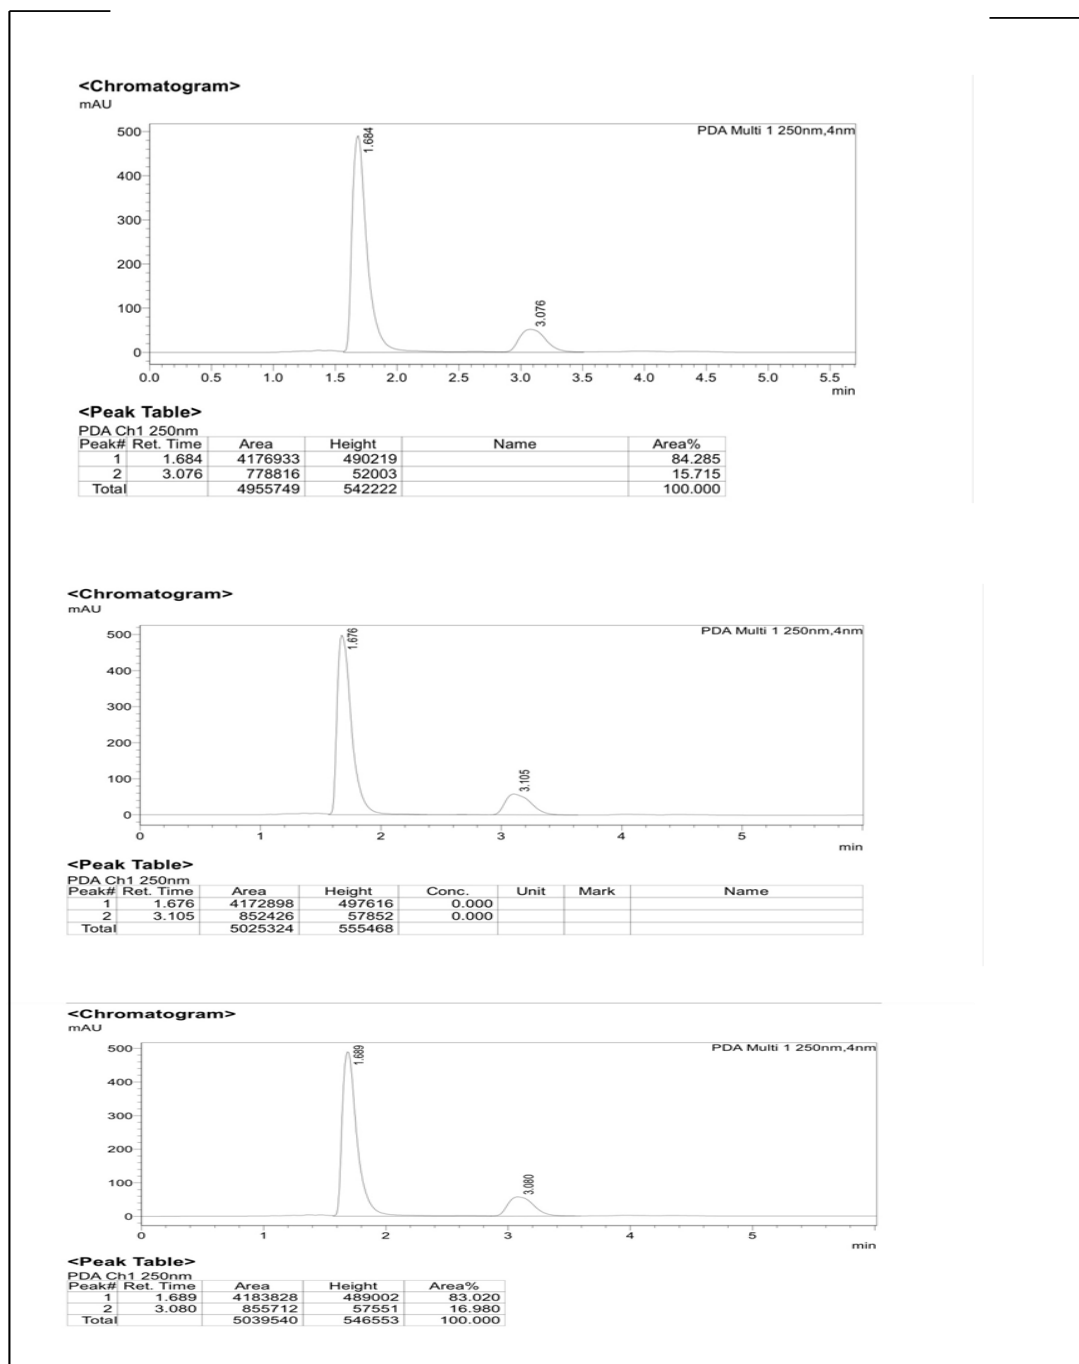 <Chromatogram>
mAU
PDA Multi 1 250nm,4nm
500
400
300
200
100
0
1.684
3.076
0.0 0.5 1.0 1.5 2.0 2.5 3.0 3.5 4.0 4.5 5.0 5.5
min
<Peak Table>
PDA Ch1 250nm
Peak# Ret. Time Area Height Name Area%
1 1.684 4176933 490219 84.285
2 3.076 778816 52003 15.715
Total 4955749 542222 100.000
<Chromatogram>
mAU
PDA Multi 1 250nm,4nm
500
400
300
200
100
0
1.676
3.105
0 1 2 3 4 5
min
<Peak Table>
PDA Ch1 250nm
Peak# Ret. Time Area Height Conc. Unit Mark Name
1 1.676 4172898 497616 0.000
2 3.105 852426 57852 0.000
Total 5025324 555468
<Chromatogram>
mAU
PDA Multi 1 250nm,4nm
500
400
300
200
100
0
1.689
3.080
0 1 2 3 4 5
min
<Peak Table>
PDA Ch1 250nm
Peak# Ret. Time Area Height Area%
1 1.689 4183828 489002 83.020
2 3.080 855712 57551 16.980
Total 5039540 546553 100.000